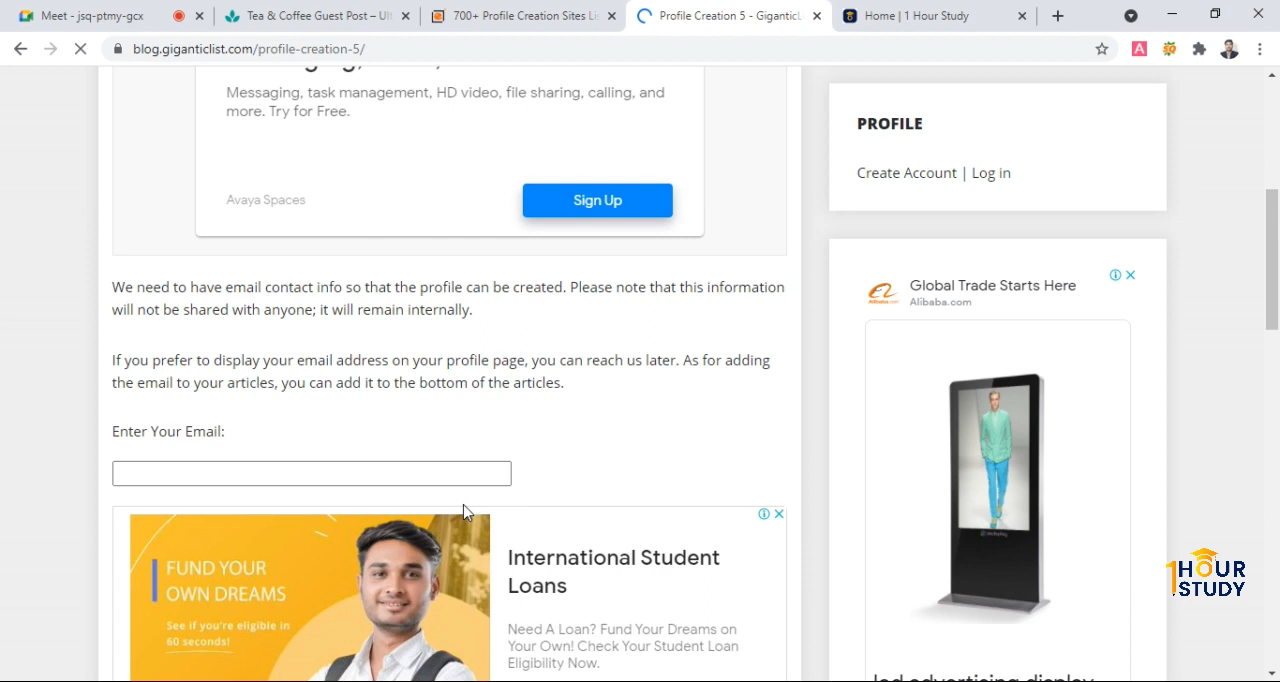 Meet - jsq-ptmy-gcx
Tea & Coffee Guest Post – Ult
700+ Profile Creation Sites Li
Profile Creation 5 - GiganticL
Home | 1 Hour Study
blog.giganticlist.com/profile-creation-5/
Messaging, task management, HD video, file sharing, calling, and
more. Try for Free.
Avaya Spaces
Sign Up
We need to have email contact info so that the profile can be created. Please note that this information
will not be shared with anyone; it will remain internally.
If you prefer to display your email address on your profile page, you can reach us later. As for adding
the email to your articles, you can add it to the bottom of the articles.
Enter Your Email:
FUND YOUR
OWN DREAMS
See if you're eligible in
60 seconds!
International Student
Loans
Need A Loan? Fund Your Dreams on
Your Own! Check Your Student Loan
Eligibility Now.
PROFILE
Create Account | Log in
Global Trade Starts Here
Alibaba.com
led advertising display
1HOUR
STUDY